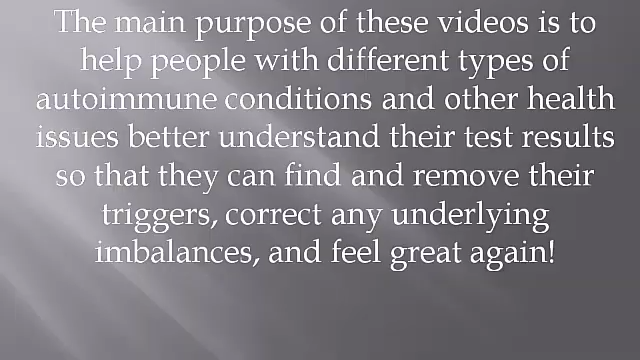 The main purpose of these videos is to
help people with different types of
autoimmune conditions and other health
issues better understand their test results
so that they can find and remove their
triggers, correct any underlying
imbalances, and feel great again!